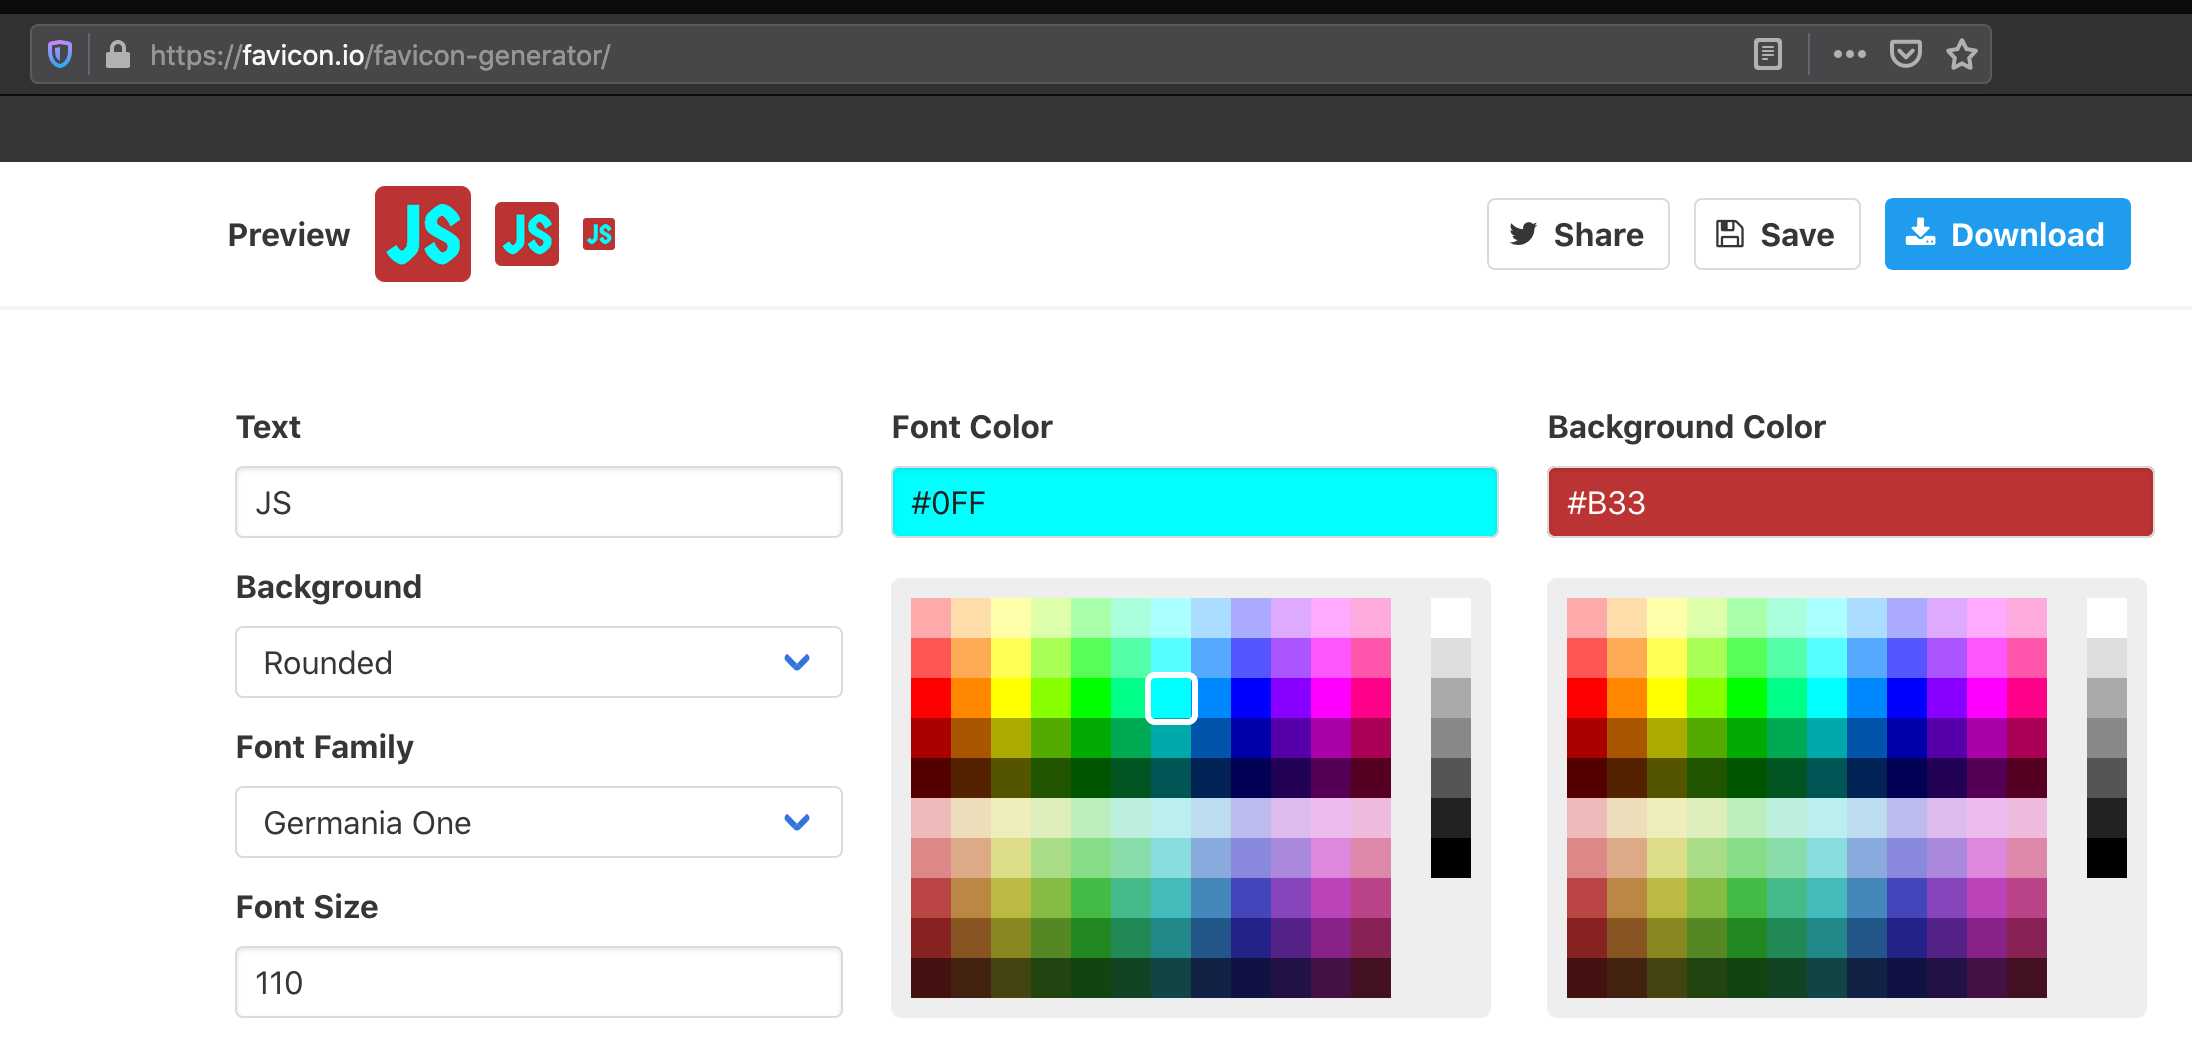 https://favicon.io/favicon-generator/
Preview JS JS JS Share Save Download
Text
JS
Background
Rounded
Font Family
Germania One
Font Size
110
Font Color
#0FF
Background Color
#B33